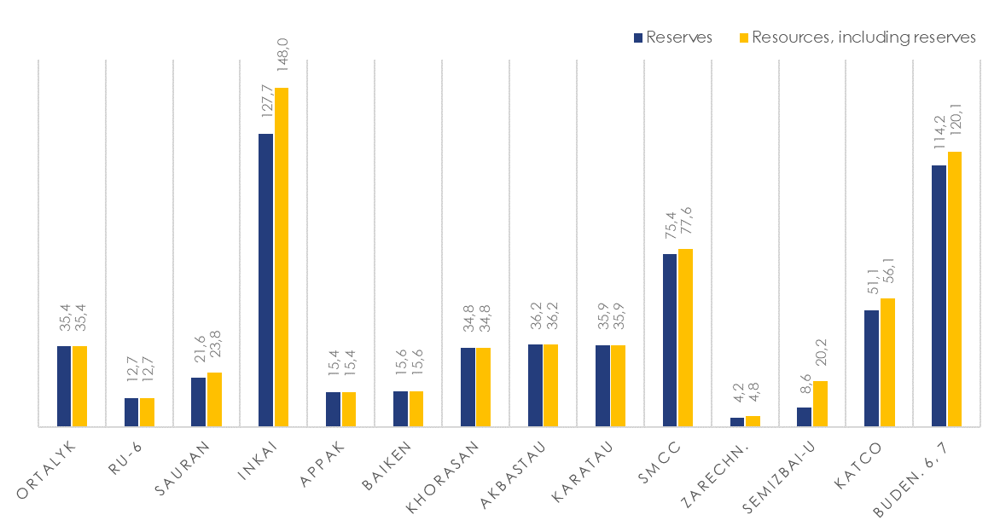 Reserves
Resources, including reserves
35,4
35,4
12,7
12,7
21,6
23,8
127,7
148,0
15,4
15,4
15,6
15,6
34,8
34,8
36,2
36,2
35,9
35,9
75,4
77,6
4,2
4,8
8,6
20,2
51,1
56,1
114,2
120,1
ORTALYK
RU-6
SAURAN
INKAI
APPAK
BAIKEN
KHORASAN
AKBASTAU
KARATAU
SMCC
ZARECHN.
SEMIZBAI-U
KATCO
BUDEN. 6, 7